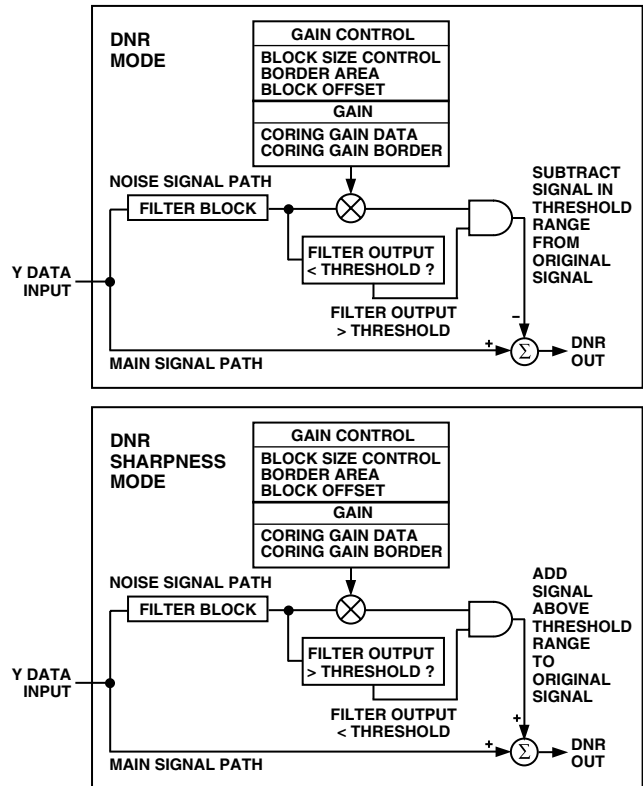 DNR
MODE
GAIN CONTROL
BLOCK SIZE CONTROL
BORDER AREA
BLOCK OFFSET
GAIN
CORING GAIN DATA
CORING GAIN BORDER
NOISE SIGNAL PATH
FILTER BLOCK
FILTER OUTPUT
< THRESHOLD ?
FILTER OUTPUT
> THRESHOLD
SUBTRACT
SIGNAL IN
THRESHOLD
RANGE
FROM
ORIGINAL
SIGNAL
Y DATA
INPUT
–
+
Σ
DNR
OUT
MAIN SIGNAL PATH
DNR
SHARPNESS
MODE
GAIN CONTROL
BLOCK SIZE CONTROL
BORDER AREA
BLOCK OFFSET
GAIN
CORING GAIN DATA
CORING GAIN BORDER
NOISE SIGNAL PATH
FILTER BLOCK
FILTER OUTPUT
> THRESHOLD ?
FILTER OUTPUT
< THRESHOLD
ADD
SIGNAL
ABOVE
THRESHOLD
RANGE
TO
ORIGINAL
SIGNAL
Y DATA
INPUT
+
+
Σ
DNR
OUT
MAIN SIGNAL PATH